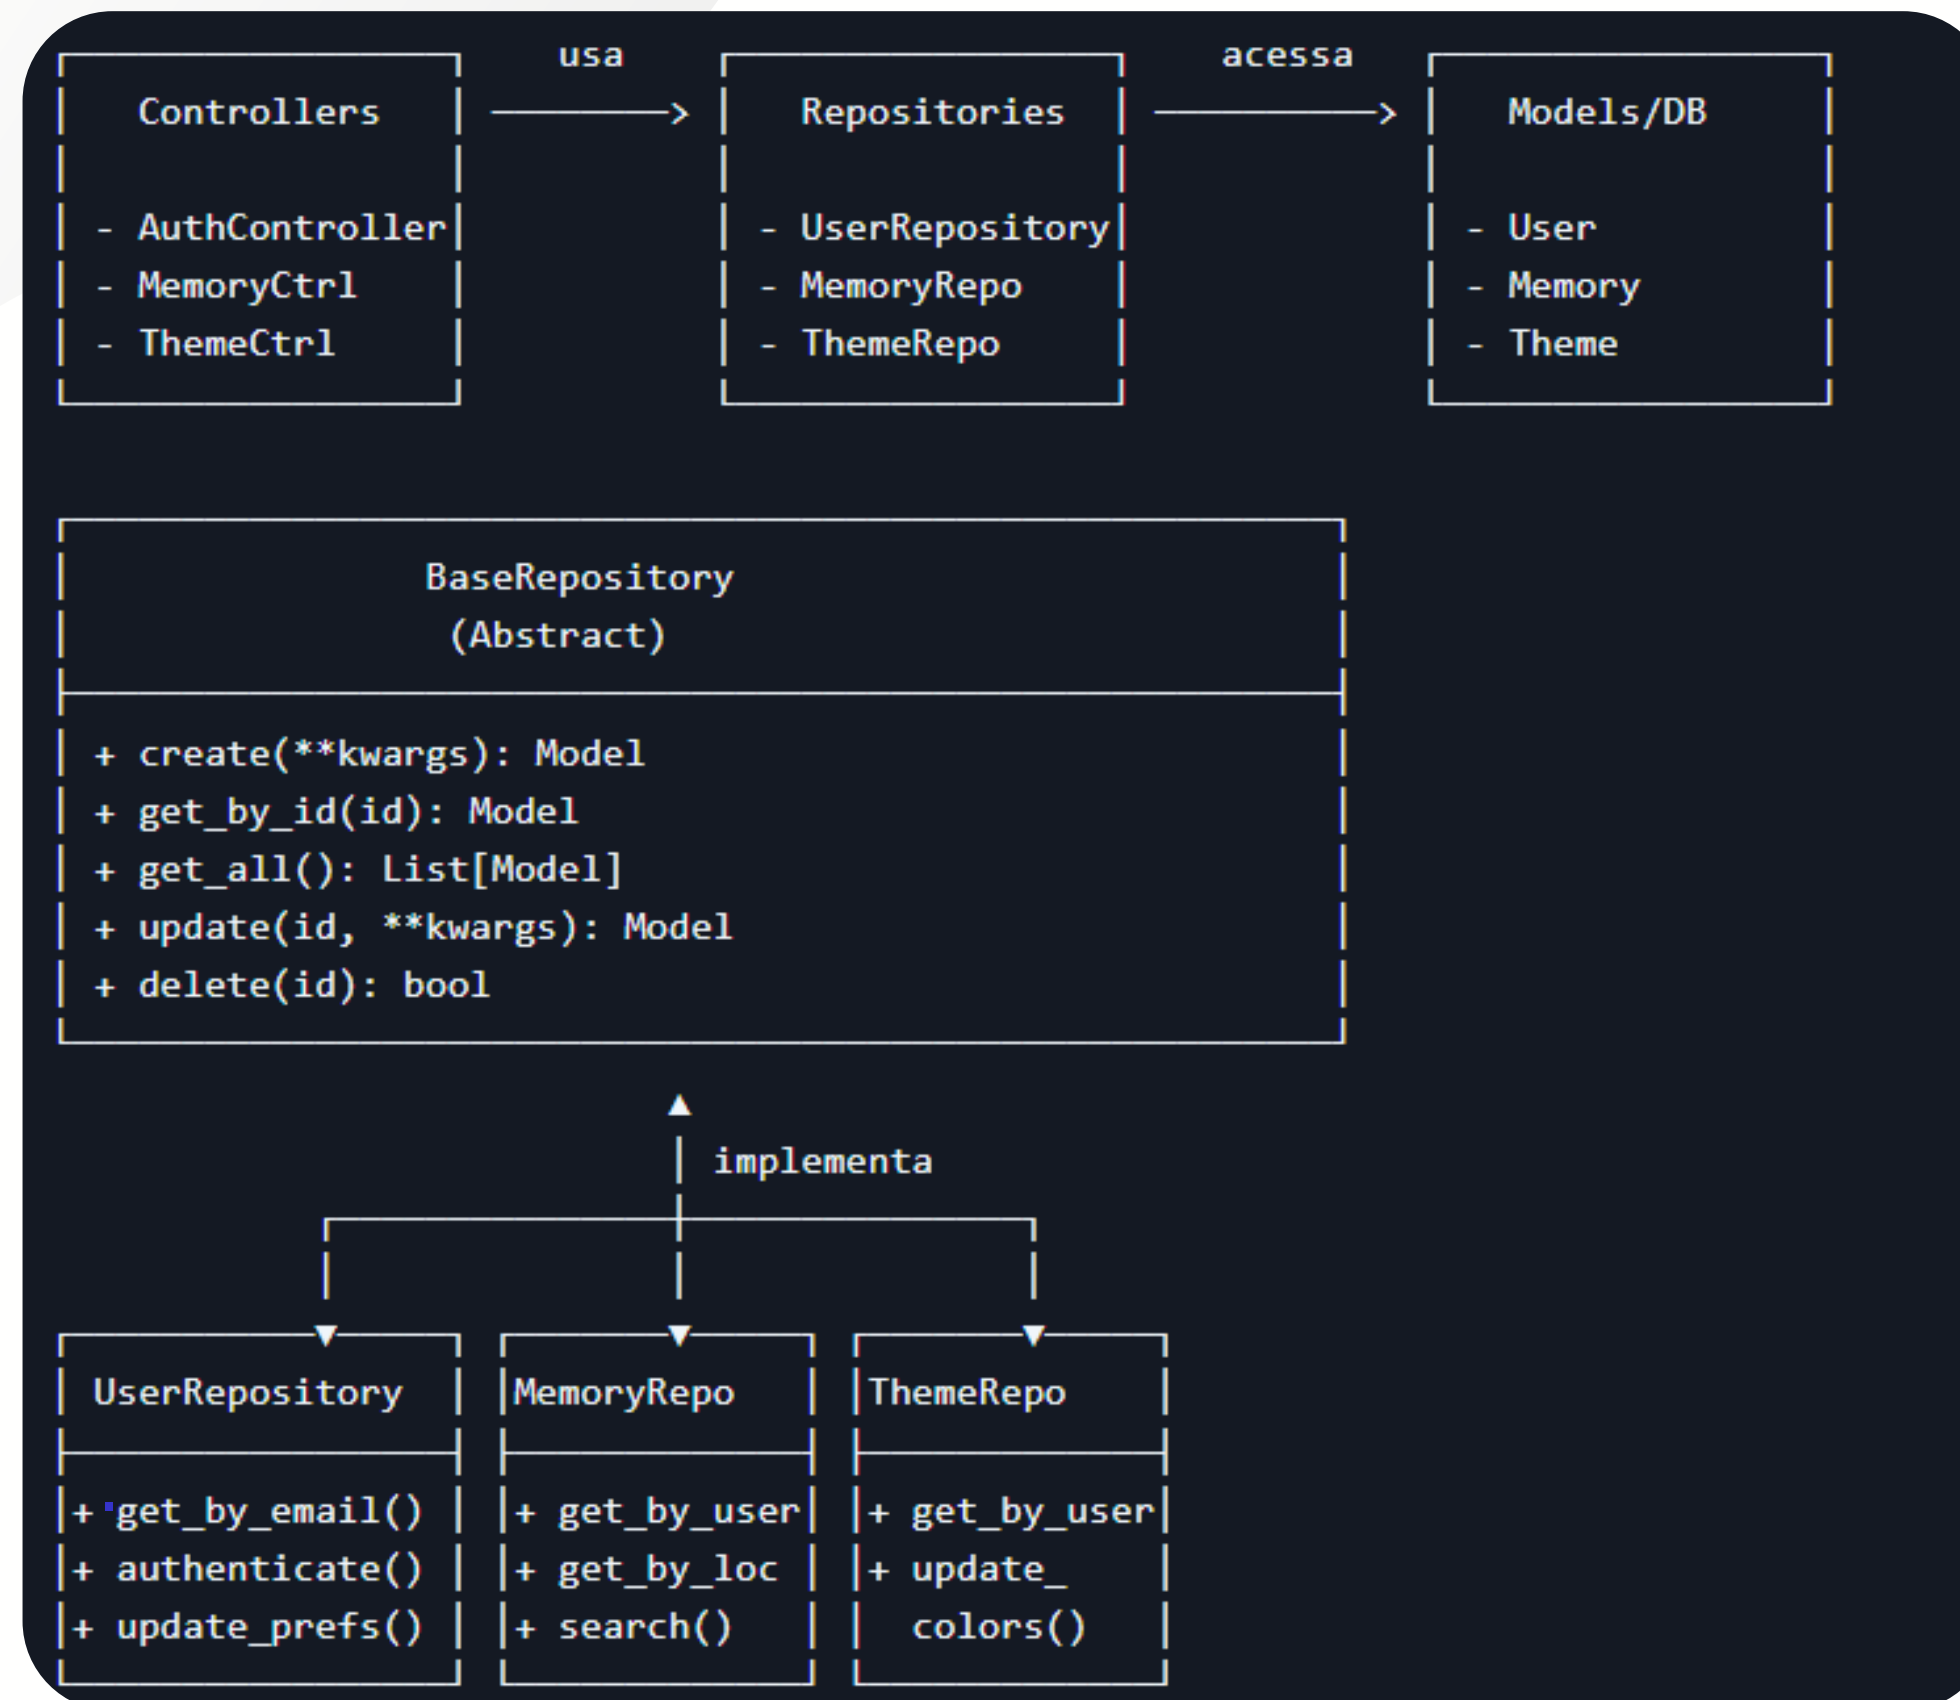 usa acessa
Controllers Repositories Models/DB
- AuthController - UserRepository - User
- MemoryCtrl - MemoryRepo - Memory
- ThemeCtrl - ThemeRepo - Theme
BaseRepository
(Abstract)
+ create(**kwargs): Model
+ get_by_id(id): Model
+ get_all(): List[Model]
+ update(id, **kwargs): Model
+ delete(id): bool
implementa
UserRepository MemoryRepo ThemeRepo
+ get_by_email() + get_by_user + get_by_user
+ authenticate() + get_by_loc + update_
+ update_prefs() + search() colors()